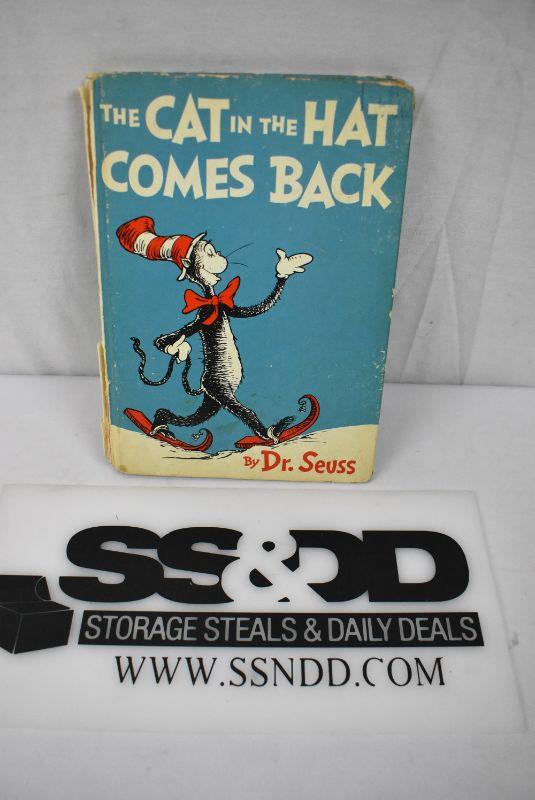 THE CAT IN THE HAT
COMES BACK
By Dr. Seuss
SS&DD
STORAGE STEALS & DAILY DEALS
WWW.SSNDD.COM